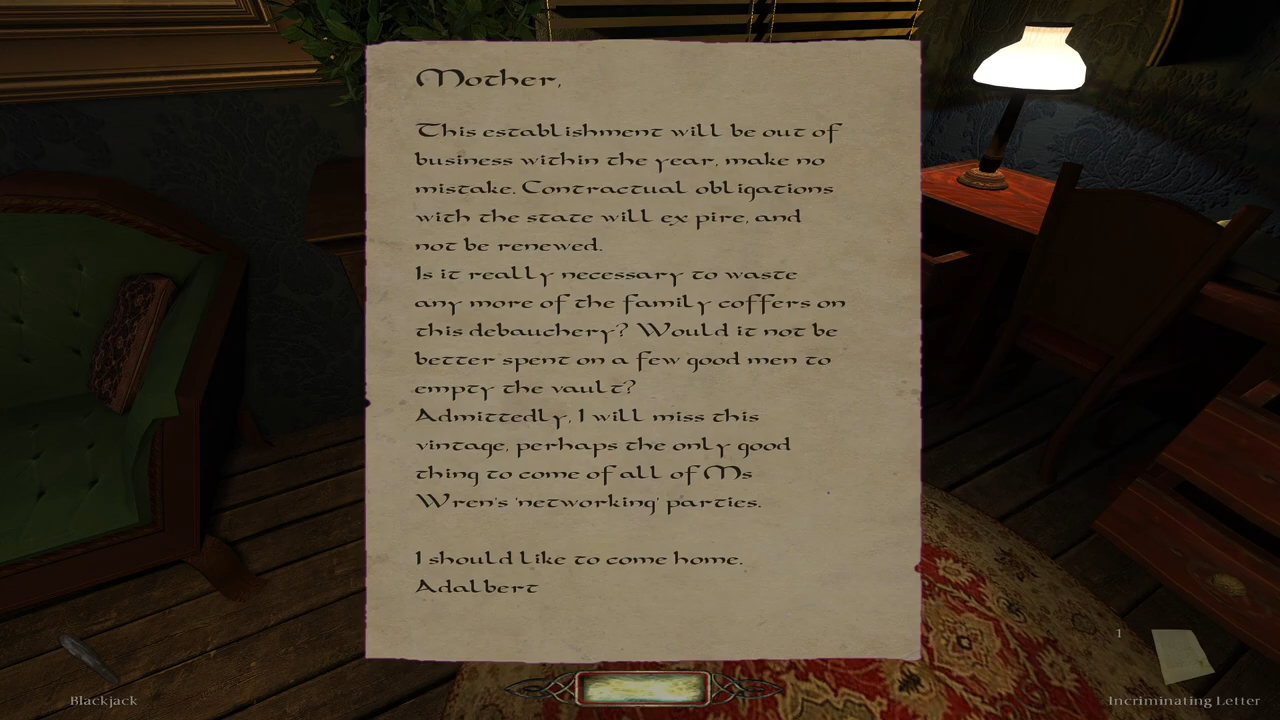 Mother,
This establishment will be out of
business within the year, make no
mistake. Contractual obligations
with the state will expire, and
not be renewed.
Is it really necessary to waste
any more of the family coffers on
this debauchery? Would it not be
better spent on a few good men to
empty the vault?
Admittedly, I will miss this
vintage, perhaps the only good
thing to come of all of Ms
Wren's 'networking' parties.
I should like to come home.
Adalbert
1
Blackjack
Incriminating Letter